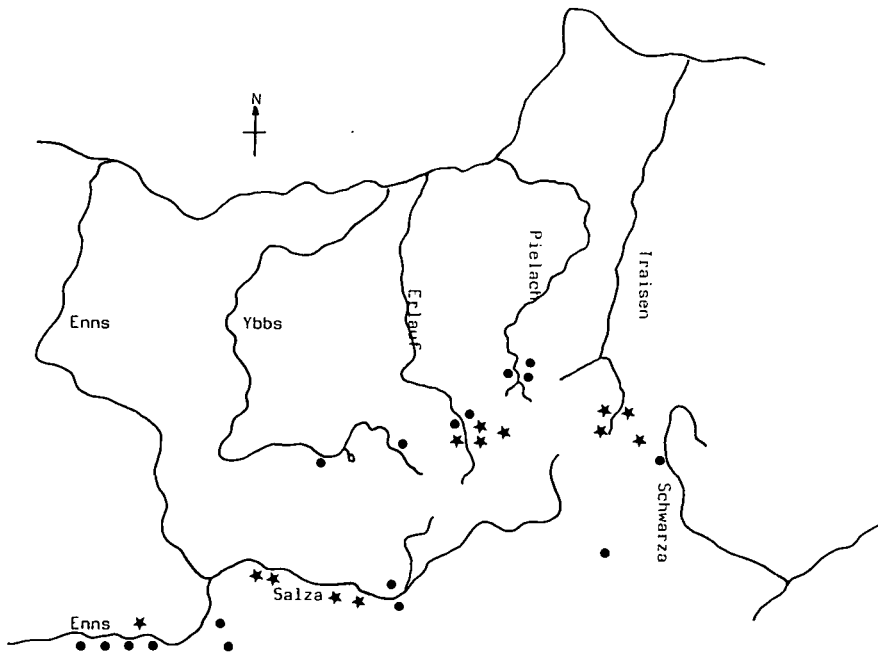 N
Enns
Ybbs
Erlauf
Pielach
Traisen
Schwarza
Salza
Enns